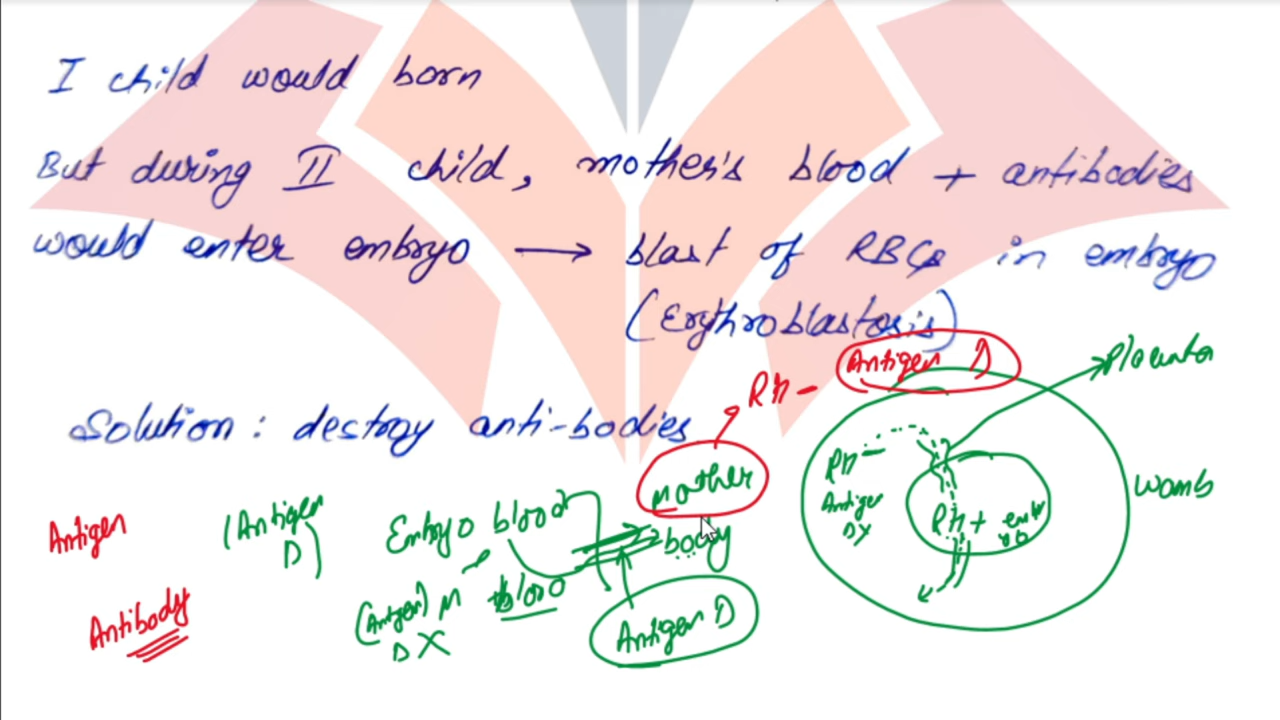 I child would born
But during II child, mother's blood + antibodies
would enter embryo → blast of RBCs in embryo
(Erythroblastosis)
Rh- Antigen D
Placenta
Solution : destroy anti-bodies
mother
Rh-
Antigen
DX
Rh+
Womb
Antigen
(Antigen
D)
Embryo blood
body
Antibody
(Antigen) M blood
D X
Antigen D